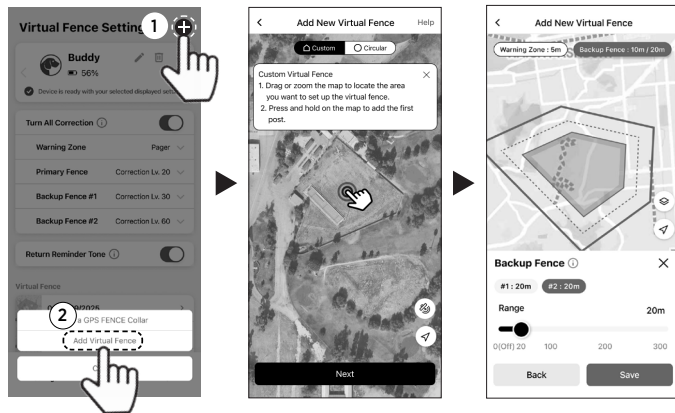 Virtual Fence Setting
1
Buddy
56%
Device is ready with your selected displayed
Turn All Correction
Warning Zone Pager
Primary Fence Correction Lv. 20
Backup Fence #1 Correction Lv. 30
Backup Fence #2 Correction Lv. 60
Return Reminder Tone
Virtual Fence
2
a GPS FENCE Collar
Add Virtual Fence
Add New Virtual Fence Help
Custom Circular
Custom Virtual Fence
1. Drag or zoom the map to locate the area
you want to set up the virtual fence.
2. Press and hold on the map to add the first
post.
Next
Add New Virtual Fence
Warning Zone : 5m Backup Fence : 10m / 20m
Backup Fence
#1 : 20m #2 : 20m
Range 20m
0(Off) 20 100 200 300
Back Save